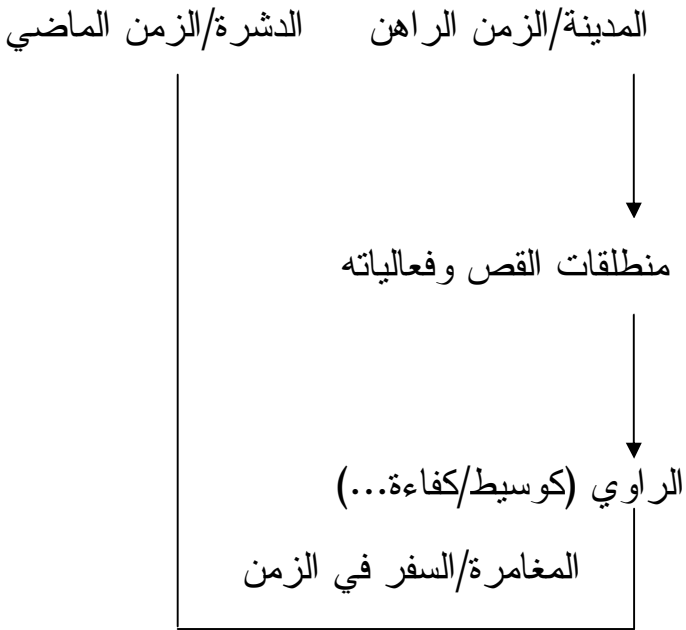 المدينة/الزمن الراهن الدشرة/الزمن الماضي
منطلقات القص وفعالياته
الراوي (كوسيط/كفاءة...)
المغامرة/السفر في الزمن